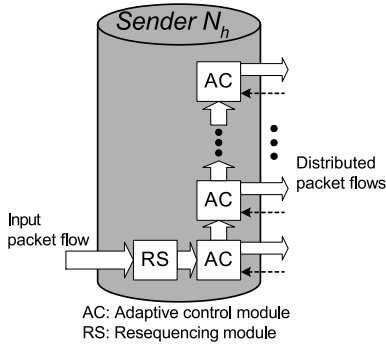 Sender N_h
AC
AC
Distributed
packet flows
Input
packet flow
RS
AC
AC: Adaptive control module
RS: Resequencing module